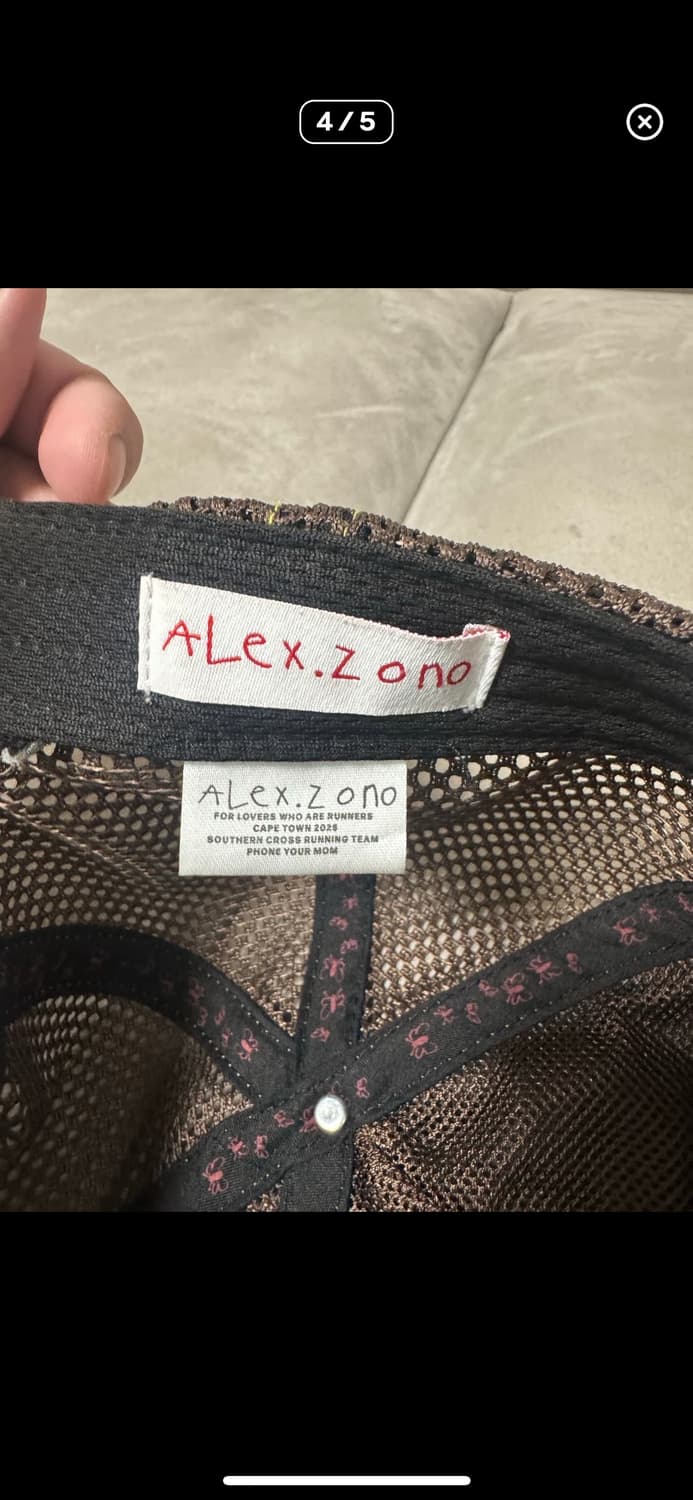 4/5
ALex.Zono
ALex.Zono
FOR LOVERS WHO ARE RUNNERS
CAPE TOWN 2025
SOUTHERN CROSS RUNNING TEAM
PHONE YOUR MOM